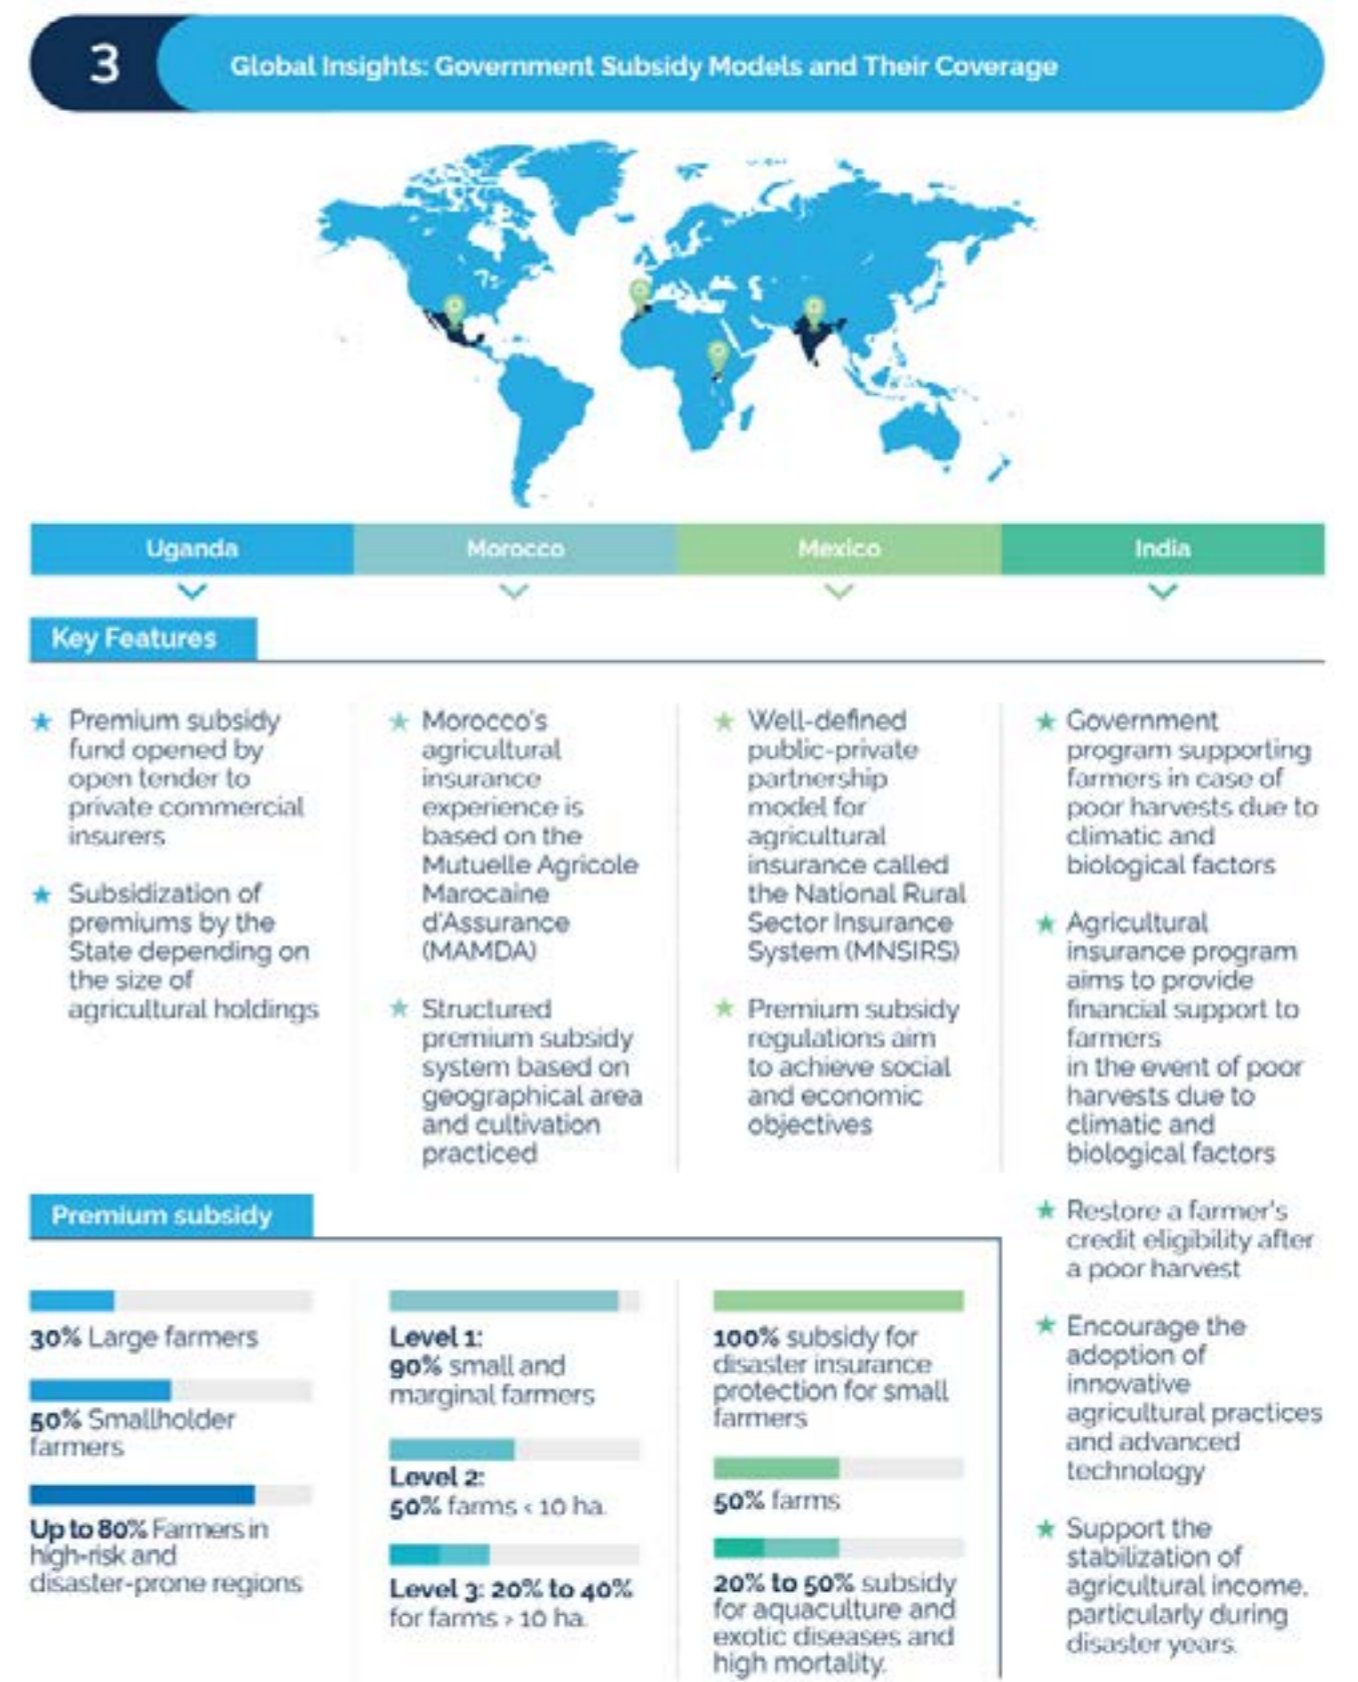 3
Global Insights: Government Subsidy Models and Their Coverage
Uganda
Morocco
Mexico
India
Key Features
★ Premium subsidy
fund opened by
open tender to
private commercial
insurers
★ Subsidization of
premiums by the
State depending on
the size of
agricultural holdings
★ Morocco's
agricultural
insurance
experience is
based on the
Mutuelle Agricole
Marocaine
d'Assurance
(MAMDA)
★ Structured
premium subsidy
system based on
geographical area
and cultivation
practiced
★ Well-defined
public-private
partnership
model for
agricultural
insurance called
the National Rural
Sector Insurance
System (MNSIRS)
★ Premium subsidy
regulations aim
to achieve social
and economic
objectives
★ Government
program supporting
farmers in case of
poor harvests due to
climatic and
biological factors
★ Agricultural
insurance program
aims to provide
financial support to
farmers
in the event of poor
harvests due to
climatic and
biological factors
★ Restore a farmer's
credit eligibility after
a poor harvest
★ Encourage the
adoption of
innovative
agricultural practices
and advanced
technology
★ Support the
stabilization of
agricultural income,
particularly during
disaster years.
Premium subsidy
30% Large farmers
50% Smallholder
farmers
Up to 80% Farmers in
high-risk and
disaster-prone regions
Level 1:
90% small and
marginal farmers
Level 2:
50% farms < 10 ha.
Level 3: 20% to 40%
for farms > 10 ha.
100% subsidy for
disaster insurance
protection for small
farmers
50% farms
20% to 50% subsidy
for aquaculture and
exotic diseases and
high mortality.